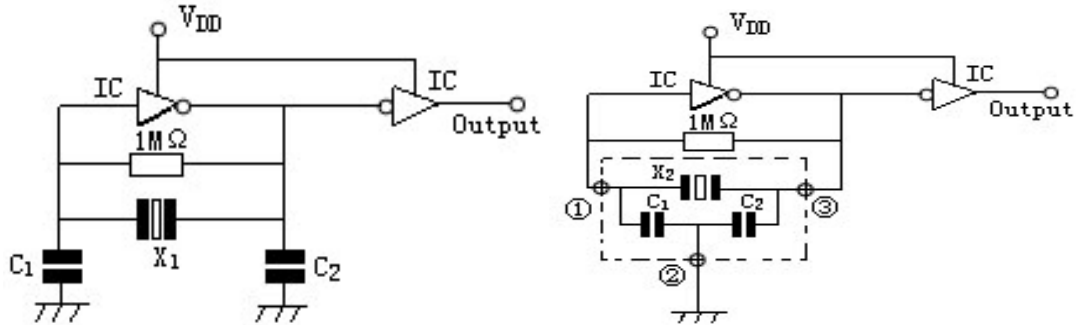 VDD
IC
IC
Output
1MΩ
X1
C1
C2
VDD
IC
IC
Output
1MΩ
X2
①
C1
C2
③
②